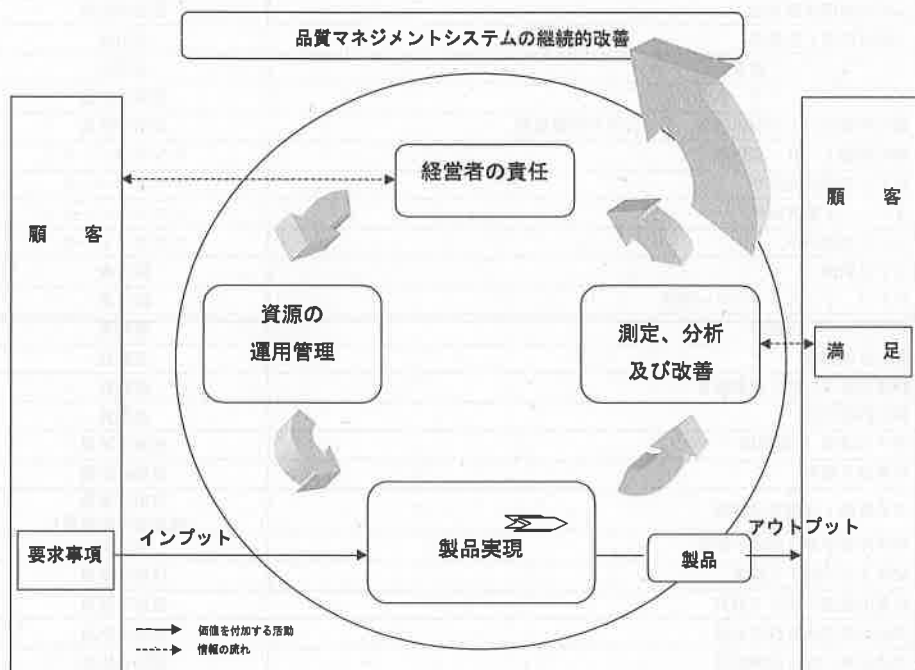 品質マネジメントシステムの継続的改善
経営者の責任
顧 客
顧 客
資源の
運用管理
測定、分析
及び改善
満 足
インプット
アウトプット
要求事項
製品実現
製品
価値を付加する活動
情報の流れ